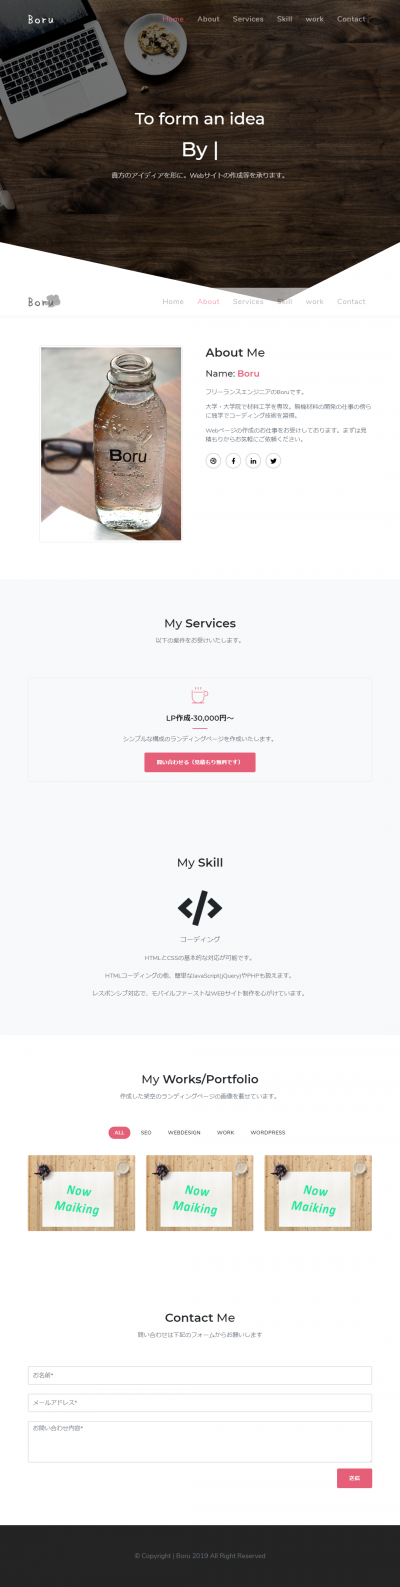 Boru
Home About Services Skill work Contact
To form an idea
By |
貴方のアイディアを形に。Webサイトの作成等を承ります。
Boru
Home About Services Skill work Contact
Boru
About Me
Name: Boru
フリーランスエンジニアのBoruです。
大学・大学院で材料工学を専攻。無機材料の開発の仕事の傍ら
に独学でコーディング技術を習得。
Webページの作成のお仕事をお受けしております。まずは見
積もりからお気軽にご依頼ください。
My Services
以下の案件をお受けいたします。
LP作成-30,000円～
シンプルな構成のランディングページを作成いたします。
問い合わせる（見積もり無料です）
My Skill
コーディング
HTMLとCSSの基本的な対応が可能です。
HTMLコーディングの他、簡単なJavaScript(jQuery)やPHPも扱えます。
レスポンシブ対応で、モバイルファーストなWEBサイト制作を心がけています。
My Works/Portfolio
作成した架空のランディングページの画像を載せています。
ALL SEO WEBDESIGN WORK WORDPRESS
Now
Maiking
Now
Maiking
Now
Maiking
Contact Me
問い合わせは下記のフォームからお願いします
お名前*
メールアドレス*
お問い合わせ内容*
送信
© Copyright | Boru 2019 All Right Reserved